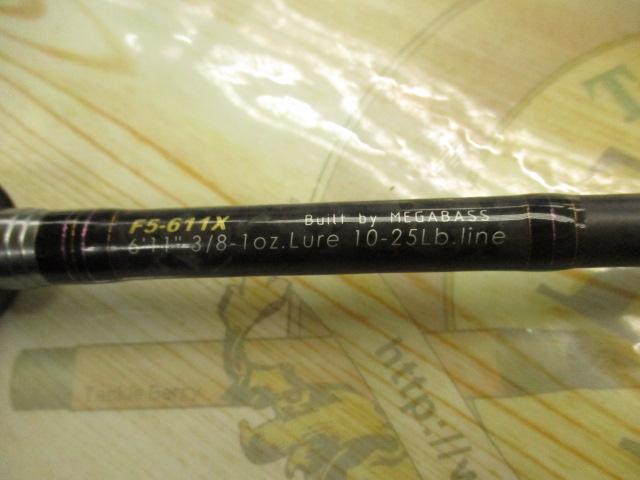 F5-611X Built by MEGABASS
6'11" 3/8-1oz.Lure 10-25Lb.line
Tackle Berry
http://w